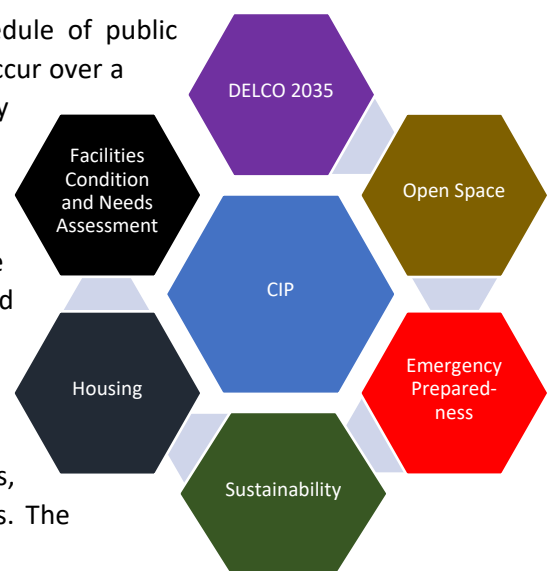 edule of public
ccur over a
y
e
d
s,
s. The
DELCO 2035
Facilities
Condition
and Needs
Assessment
Open Space
CIP
Housing
Emergency
Prepared-
ness
Sustainability